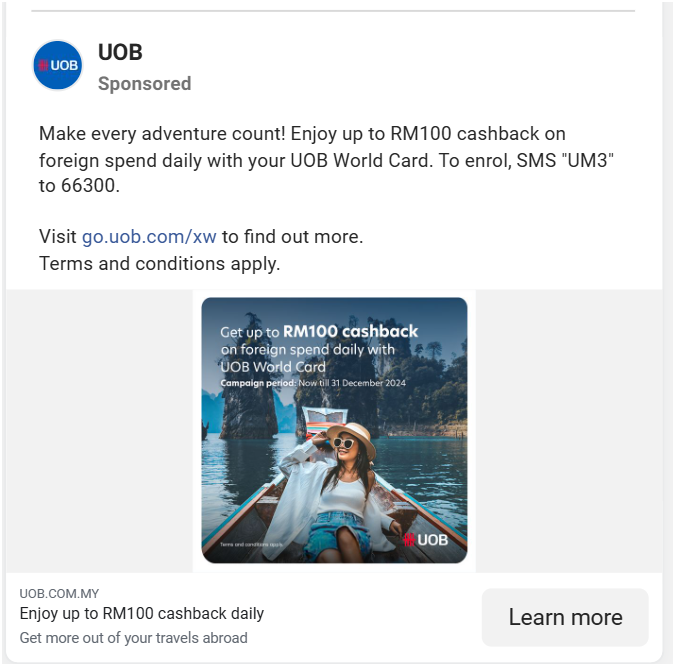 UOB
UOB
Sponsored
Make every adventure count! Enjoy up to RM100 cashback on
foreign spend daily with your UOB World Card. To enrol, SMS "UM3"
to 66300.
Visit go.uob.com/xw to find out more.
Terms and conditions apply.
Get up to RM100 cashback
on foreign spend daily with
UOB World Card
Campaign period: Now till 31 December 2024
Terms and conditions apply.
UOB
UOB.COM.MY
Enjoy up to RM100 cashback daily
Get more out of your travels abroad
Learn more